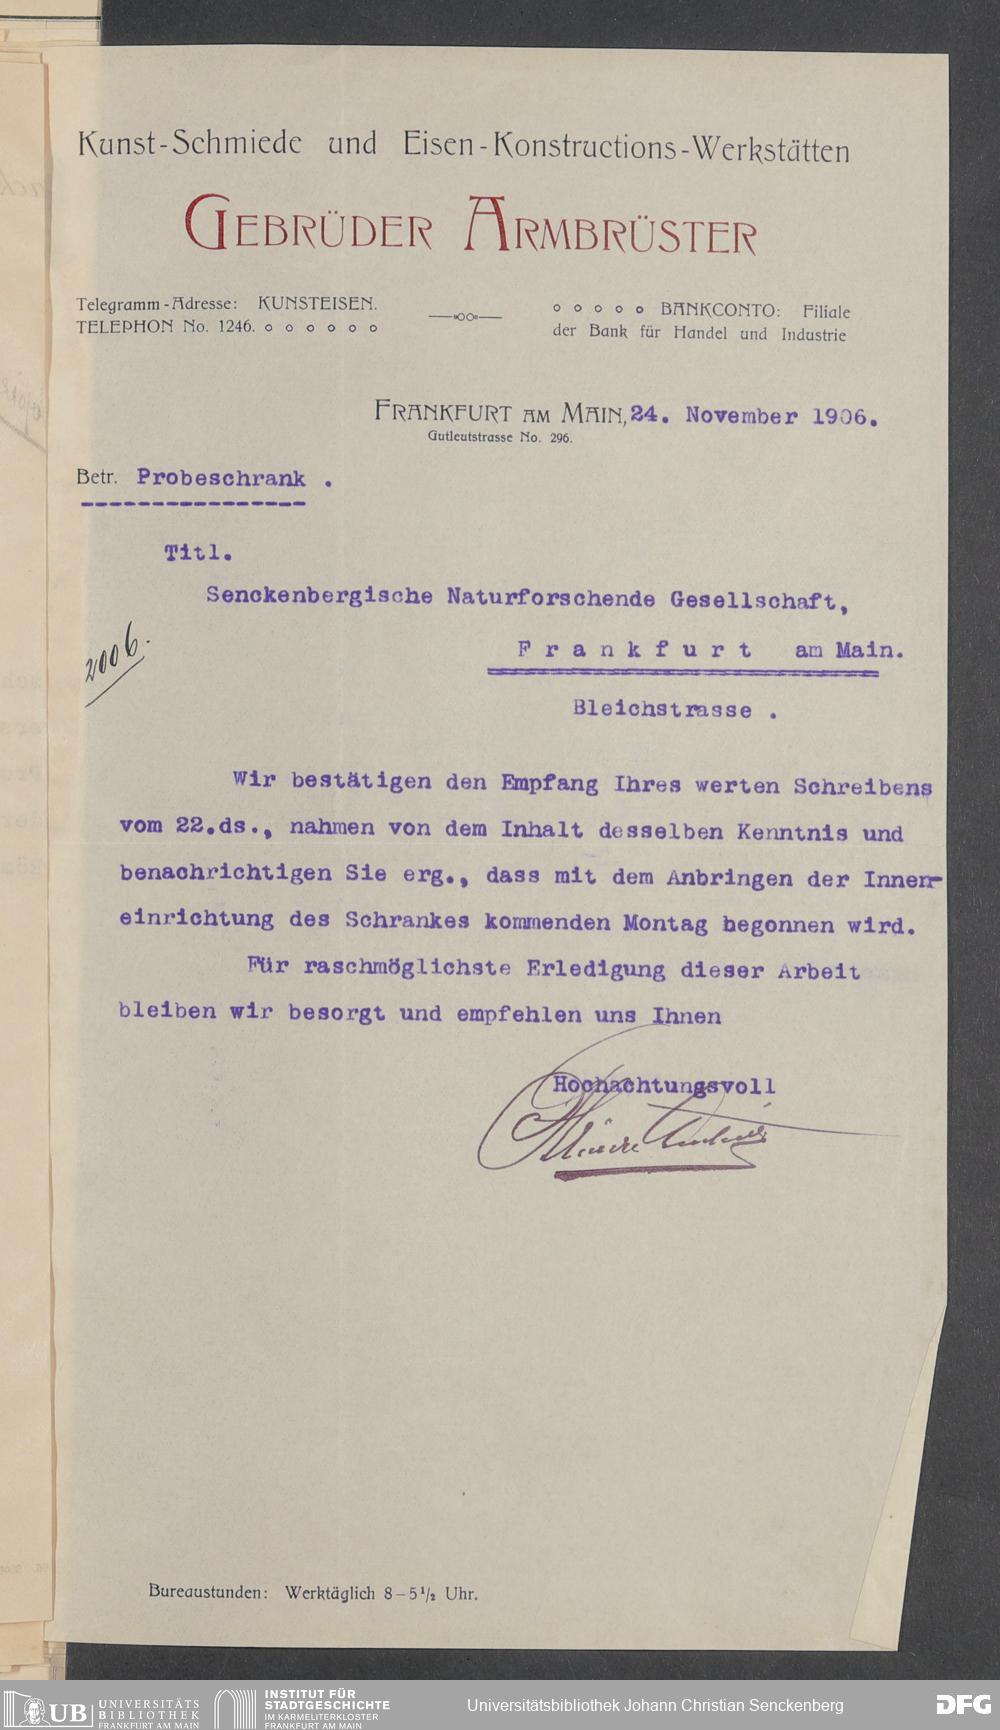 Kunst-Schmiede und Eisen-Konstructions-Werkstätten
GEBRÜDER ARMBRÜSTER
Telegramm-Adresse: KUNSTEISEN.
TELEPHON No. 1246. o o o o o o
o o o o o BANKCONTO: Filiale
der Bank für Handel und Industrie
FRANKFURT AM MAIN, 24. November 1906.
Gutleutstrasse No. 296.
Betr. Probeschrank .
Titl.
Senckenbergische Naturforschende Gesellschaft,
2006.
F r a n k f u r t am Main.
Bleichstrasse .
Wir bestätigen den Empfang Ihres werten Schreibens
vom 22.ds., nahmen von dem Inhalt desselben Kenntnis und
benachrichtigen Sie erg., dass mit dem Anbringen der Innen-
einrichtung des Schrankes kommenden Montag begonnen wird.
Für raschmöglichste Erledigung dieser Arbeit
bleiben wir besorgt und empfehlen uns Ihnen
Hochachtungsvoll
Bureaustunden: Werktäglich 8–5 1/2 Uhr.
UB UNIVERSITÄTS
BIBLIOTHEK
FRANKFURT AM MAIN
INSTITUT FÜR
STADTGESCHICHTE
IM KARMELITERKLOSTER
FRANKFURT AM MAIN
Universitätsbibliothek Johann Christian Senckenberg
DFG